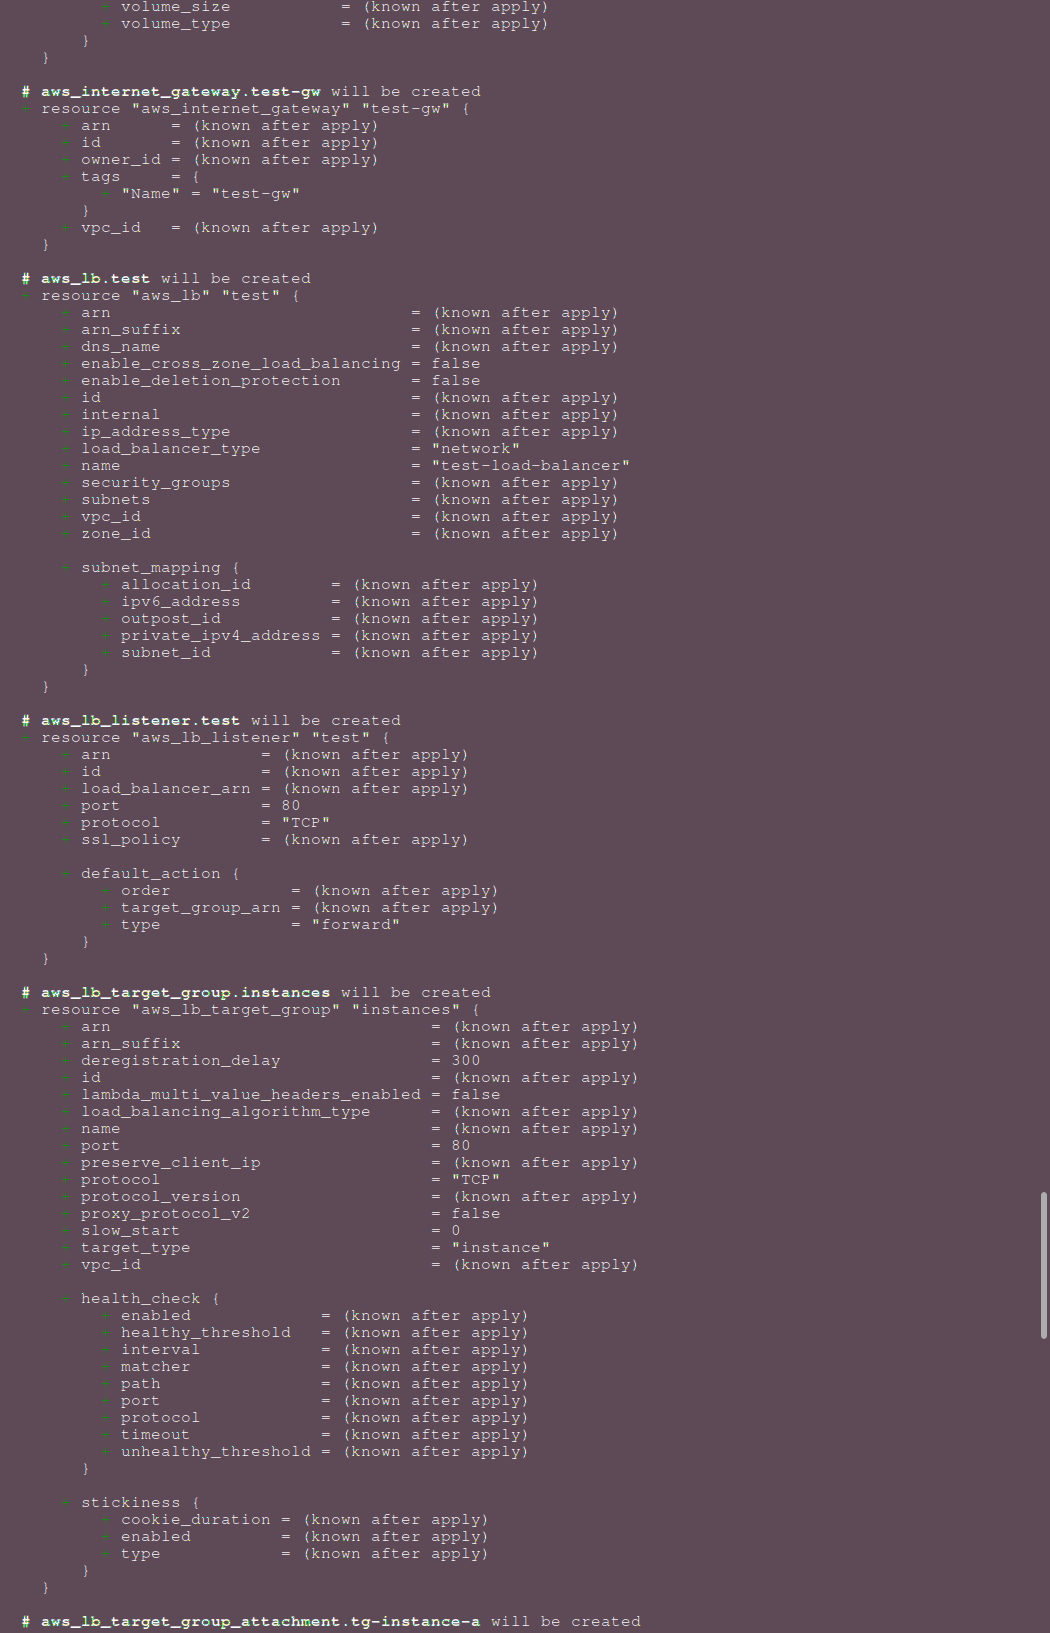 + volume_size           = (known after apply)
+ volume_type           = (known after apply)
}
}
# aws_internet_gateway.test-gw will be created
+ resource "aws_internet_gateway" "test-gw" {
+ arn      = (known after apply)
+ id       = (known after apply)
+ owner_id = (known after apply)
+ tags     = {
+ "Name" = "test-gw"
}
+ vpc_id   = (known after apply)
}
# aws_lb.test will be created
+ resource "aws_lb" "test" {
+ arn                              = (known after apply)
+ arn_suffix                       = (known after apply)
+ dns_name                         = (known after apply)
+ enable_cross_zone_load_balancing = false
+ enable_deletion_protection       = false
+ id                               = (known after apply)
+ internal                         = (known after apply)
+ ip_address_type                  = (known after apply)
+ load_balancer_type               = "network"
+ name                             = "test-load-balancer"
+ security_groups                  = (known after apply)
+ subnets                          = (known after apply)
+ vpc_id                           = (known after apply)
+ zone_id                          = (known after apply)
+ subnet_mapping {
+ allocation_id        = (known after apply)
+ ipv6_address         = (known after apply)
+ outpost_id           = (known after apply)
+ private_ipv4_address = (known after apply)
+ subnet_id            = (known after apply)
}
}
# aws_lb_listener.test will be created
+ resource "aws_lb_listener" "test" {
+ arn               = (known after apply)
+ id                = (known after apply)
+ load_balancer_arn = (known after apply)
+ port              = 80
+ protocol          = "TCP"
+ ssl_policy        = (known after apply)
+ default_action {
+ order            = (known after apply)
+ target_group_arn = (known after apply)
+ type             = "forward"
}
}
# aws_lb_target_group.instances will be created
+ resource "aws_lb_target_group" "instances" {
+ arn                                = (known after apply)
+ arn_suffix                         = (known after apply)
+ deregistration_delay               = 300
+ id                                 = (known after apply)
+ lambda_multi_value_headers_enabled = false
+ load_balancing_algorithm_type      = (known after apply)
+ name                               = (known after apply)
+ port                               = 80
+ preserve_client_ip                 = (known after apply)
+ protocol                           = "TCP"
+ protocol_version                   = (known after apply)
+ proxy_protocol_v2                  = false
+ slow_start                         = 0
+ target_type                        = "instance"
+ vpc_id                             = (known after apply)
+ health_check {
+ enabled             = (known after apply)
+ healthy_threshold   = (known after apply)
+ interval            = (known after apply)
+ matcher             = (known after apply)
+ path                = (known after apply)
+ port                = (known after apply)
+ protocol            = (known after apply)
+ timeout             = (known after apply)
+ unhealthy_threshold = (known after apply)
}
+ stickiness {
+ cookie_duration = (known after apply)
+ enabled         = (known after apply)
+ type            = (known after apply)
}
}
# aws_lb_target_group_attachment.tg-instance-a will be created